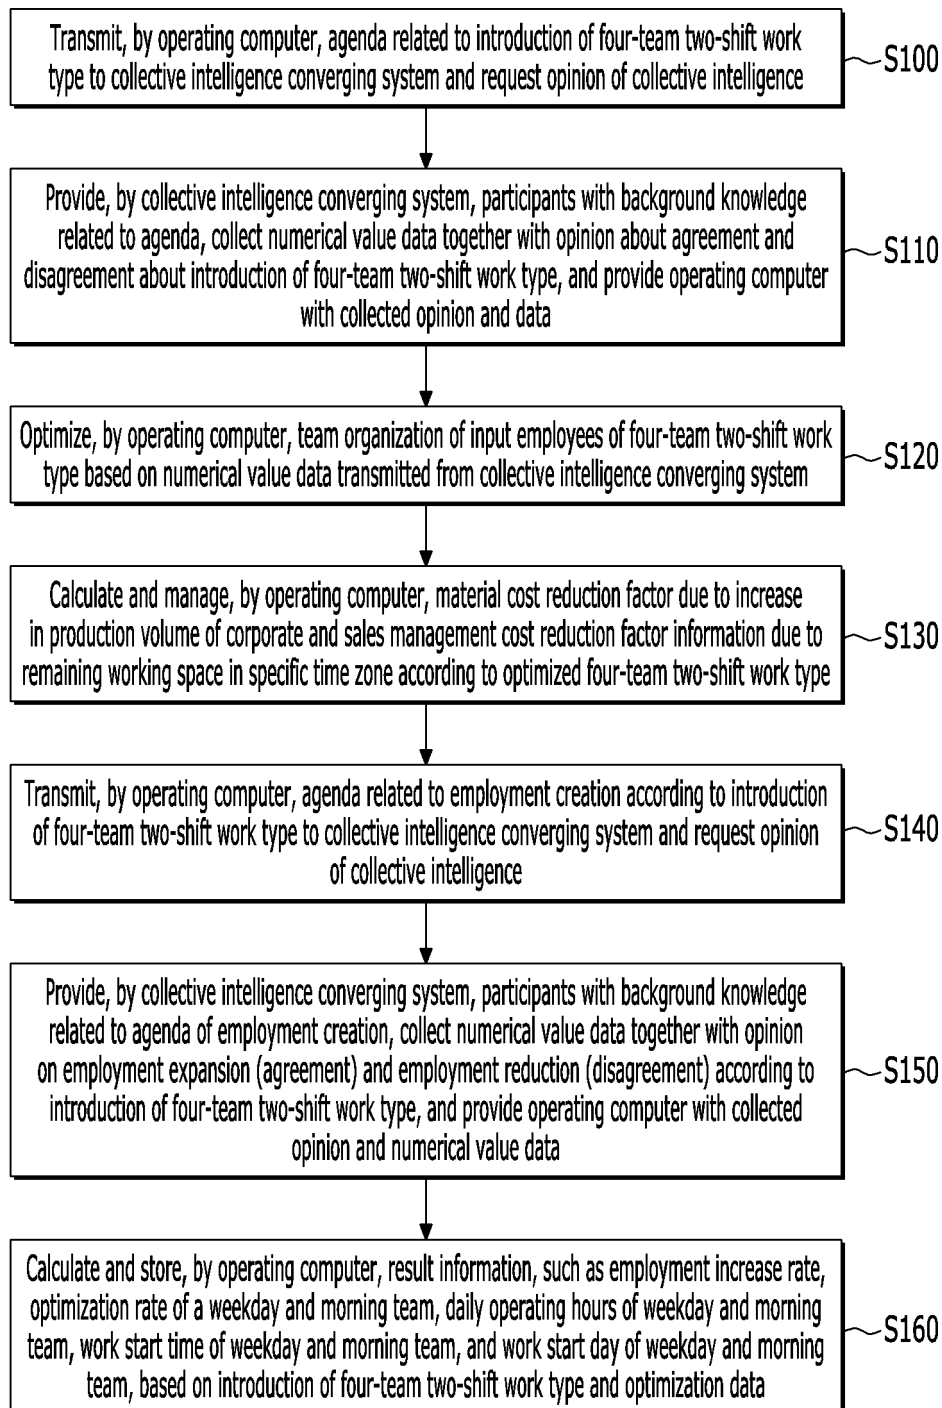 Transmit, by operating computer, agenda related to introduction of four-team two-shift work
type to collective intelligence converging system and request opinion of collective intelligence
S100
Provide, by collective intelligence converging system, participants with background knowledge
related to agenda, collect numerical value data together with opinion about agreement and
disagreement about introduction of four-team two-shift work type, and provide operating computer
with collected opinion and data
S110
Optimize, by operating computer, team organization of input employees of four-team two-shift work
type based on numerical value data transmitted from collective intelligence converging system
S120
Calculate and manage, by operating computer, material cost reduction factor due to increase
in production volume of corporate and sales management cost reduction factor information due to
remaining working space in specific time zone according to optimized four-team two-shift work type
S130
Transmit, by operating computer, agenda related to employment creation according to introduction
of four-team two-shift work type to collective intelligence converging system and request opinion
of collective intelligence
S140
Provide, by collective intelligence converging system, participants with background knowledge
related to agenda of employment creation, collect numerical value data together with opinion
on employment expansion (agreement) and employment reduction (disagreement) according to
introduction of four-team two-shift work type, and provide operating computer with collected
opinion and numerical value data
S150
Calculate and store, by operating computer, result information, such as employment increase rate,
optimization rate of a weekday and morning team, daily operating hours of weekday and morning
team, work start time of weekday and morning team, and work start day of weekday and morning
team, based on introduction of four-team two-shift work type and optimization data
S160